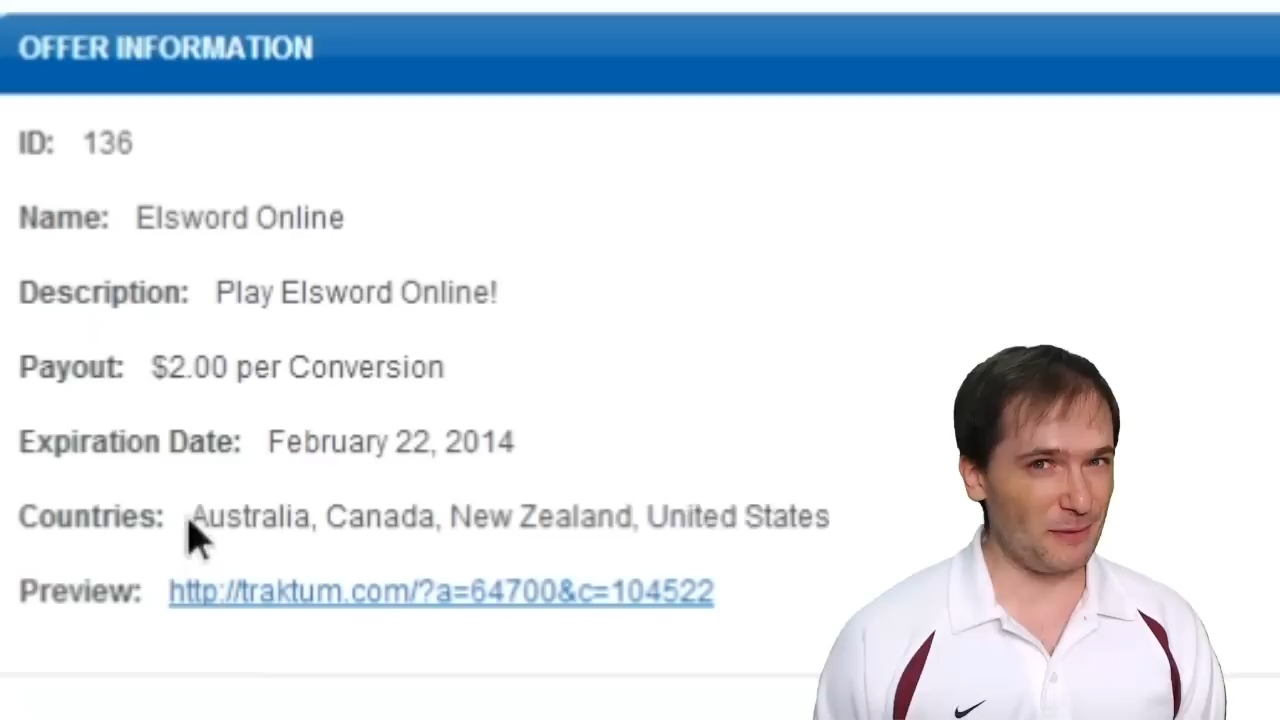 OFFER INFORMATION
ID: 136
Name: Elsword Online
Description: Play Elsword Online!
Payout: $2.00 per Conversion
Expiration Date: February 22, 2014
Countries: Australia, Canada, New Zealand, United States
Preview: http://traktum.com/?a=64700&c=104522